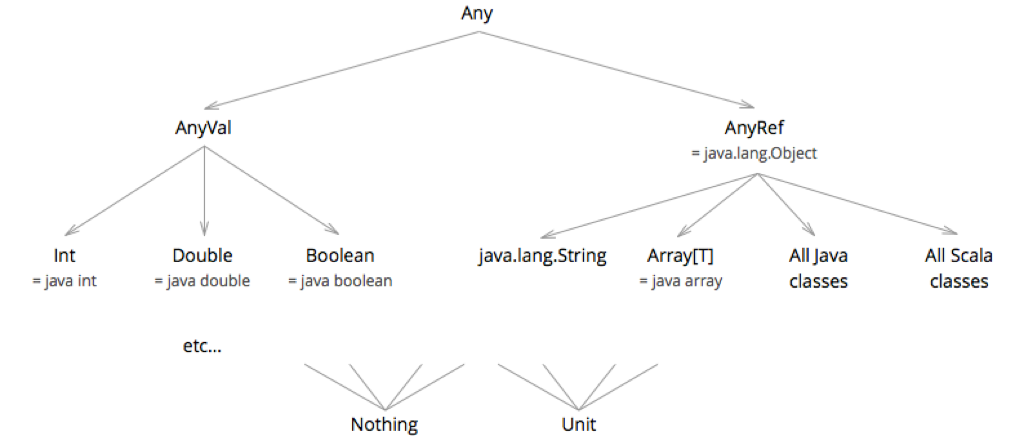 Any
AnyVal
AnyRef
= java.lang.Object
Int
= java int
Double
= java double
Boolean
= java boolean
java.lang.String
Array[T]
= java array
All Java
classes
All Scala
classes
etc...
Nothing
Unit